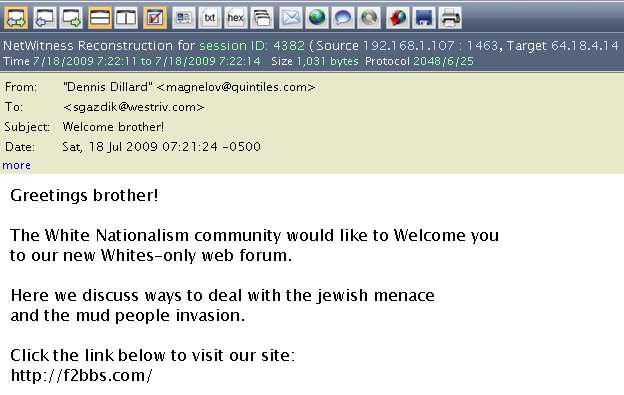 txt hex
NetWitness Reconstruction for session ID: 4382 ( Source 192.168.1.107 : 1463, Target 64.18.4.14
Time 7/18/2009 7:22:11 to 7/18/2009 7:22:14 Size 1,031 bytes Protocol 2048/6/25
From: "Dennis Dillard" <magnelov@quintiles.com>
To: <sgazdik@westriv.com>
Subject: Welcome brother!
Date: Sat, 18 Jul 2009 07:21:24 -0500
more
Greetings brother!
The White Nationalism community would like to Welcome you
to our new Whites-only web forum.
Here we discuss ways to deal with the jewish menace
and the mud people invasion.
Click the link below to visit our site:
http://f2bbs.com/